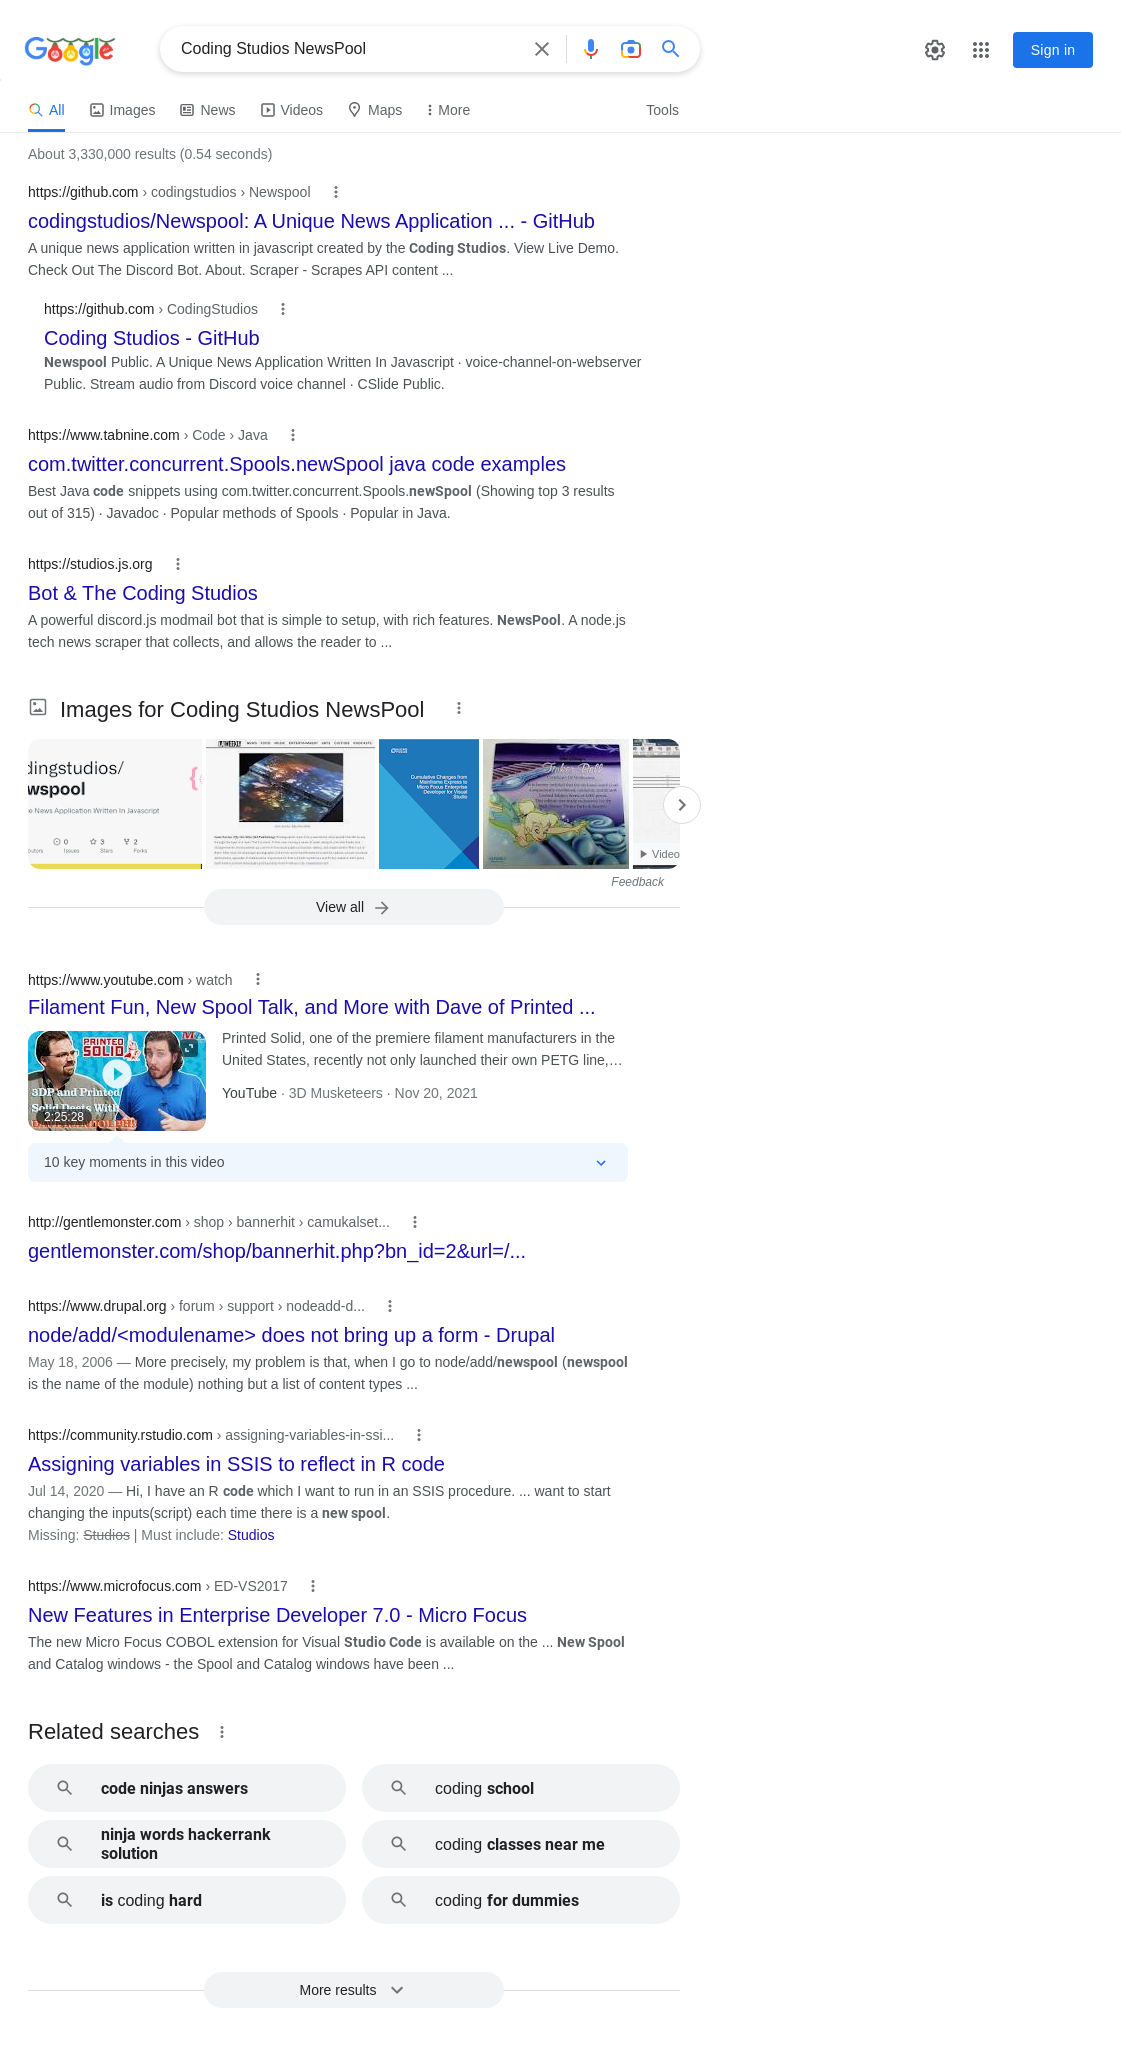 Google
Coding Studios NewsPool
Sign in
All
Images
News
Videos
Maps
More
Tools
About 3,330,000 results (0.54 seconds)
https://github.com › codingstudios › Newspool
codingstudios/Newspool: A Unique News Application ... - GitHub
A unique news application written in javascript created by the Coding Studios. View Live Demo.
Check Out The Discord Bot. About. Scraper - Scrapes API content ...
https://github.com › CodingStudios
Coding Studios - GitHub
Newspool Public. A Unique News Application Written In Javascript · voice-channel-on-webserver
Public. Stream audio from Discord voice channel · CSlide Public.
https://www.tabnine.com › Code › Java
com.twitter.concurrent.Spools.newSpool java code examples
Best Java code snippets using com.twitter.concurrent.Spools.newSpool (Showing top 3 results
out of 315) · Javadoc · Popular methods of Spools · Popular in Java.
https://studios.js.org
Bot & The Coding Studios
A powerful discord.js modmail bot that is simple to setup, with rich features. NewsPool. A node.js
tech news scraper that collects, and allows the reader to ...
Images for Coding Studios NewsPool
dingstudios/
wspool
e News Application Written In Javascript
0
3
2
Issues
Stars
Forks
Cumulative Changes from
Mainframe Express to
Micro Focus Enterprise
Developer for Visual
Studio
Tinker Bell
Video
Feedback
View all
https://www.youtube.com › watch
Filament Fun, New Spool Talk, and More with Dave of Printed ...
PRINTED
SOLID
3DP and Printed
Solid Deets With
2:25:28
Printed Solid, one of the premiere filament manufacturers in the
United States, recently not only launched their own PETG line,…
YouTube · 3D Musketeers · Nov 20, 2021
10 key moments in this video
http://gentlemonster.com › shop › bannerhit › camukalset...
gentlemonster.com/shop/bannerhit.php?bn_id=2&url=/...
https://www.drupal.org › forum › support › nodeadd-d...
node/add/<modulename> does not bring up a form - Drupal
May 18, 2006 — More precisely, my problem is that, when I go to node/add/newspool (newspool
is the name of the module) nothing but a list of content types ...
https://community.rstudio.com › assigning-variables-in-ssi...
Assigning variables in SSIS to reflect in R code
Jul 14, 2020 — Hi, I have an R code which I want to run in an SSIS procedure. ... want to start
changing the inputs(script) each time there is a new spool.
Missing: Studios | Must include: Studios
https://www.microfocus.com › ED-VS2017
New Features in Enterprise Developer 7.0 - Micro Focus
The new Micro Focus COBOL extension for Visual Studio Code is available on the ... New Spool
and Catalog windows - the Spool and Catalog windows have been ...
Related searches
code ninjas answers
coding school
ninja words hackerrank
solution
coding classes near me
is coding hard
coding for dummies
More results